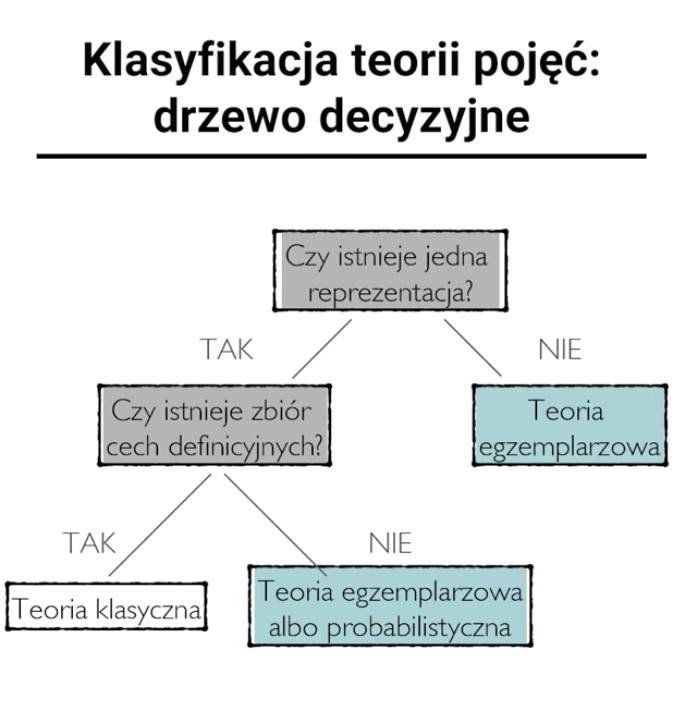 Klasyfikacja teorii pojęć:
drzewo decyzyjne
Czy istnieje jedna
reprezentacja?
TAK
NIE
Czy istnieje zbiór
cech definicyjnych?
Teoria
egzemplarzowa
TAK
NIE
Teoria klasyczna
Teoria egzemplarzowa
albo probabilistyczna